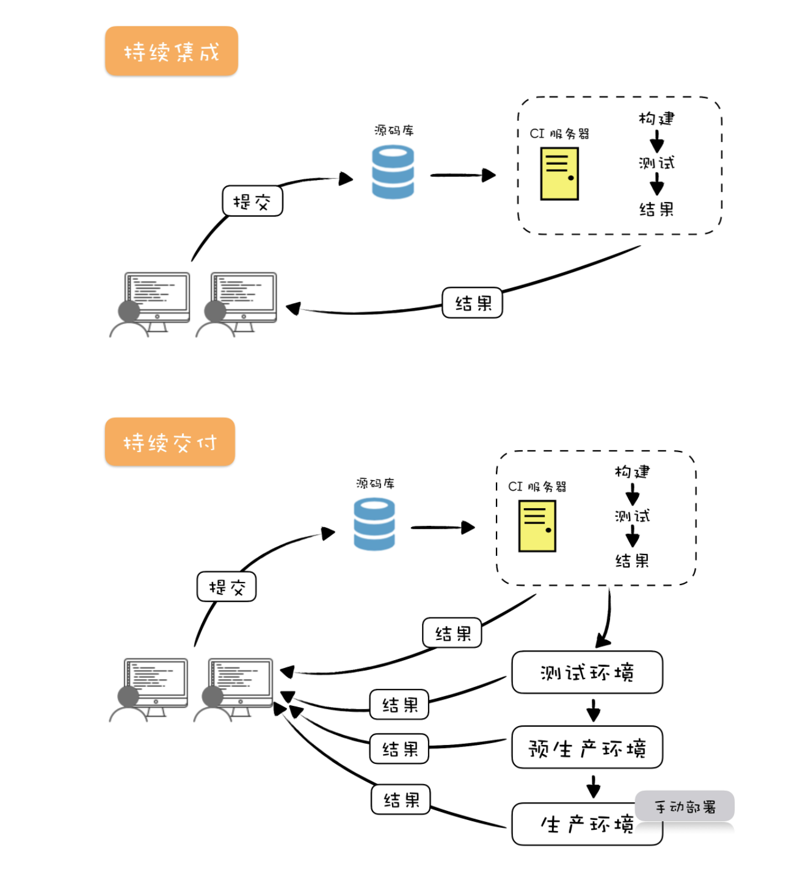 持续集成
源码库
CI 服务器
构建
测试
结果
提交
结果
持续交付
源码库
CI 服务器
构建
测试
结果
提交
结果
测试环境
结果
预生产环境
结果
生产环境
手动部署
结果